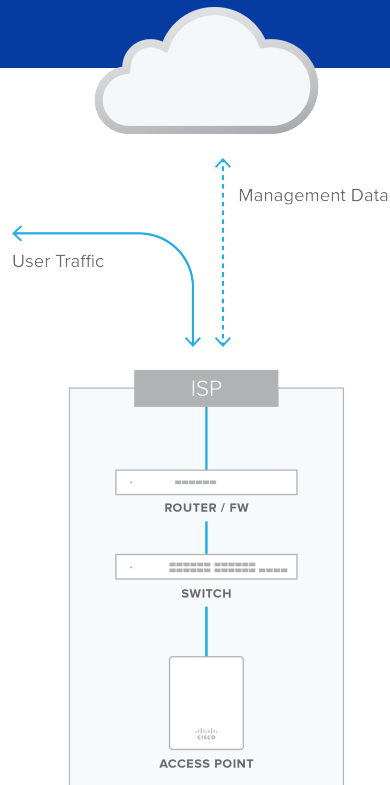 Management Data
User Traffic
ISP
ROUTER / FW
SWITCH
CISCO
ACCESS POINT